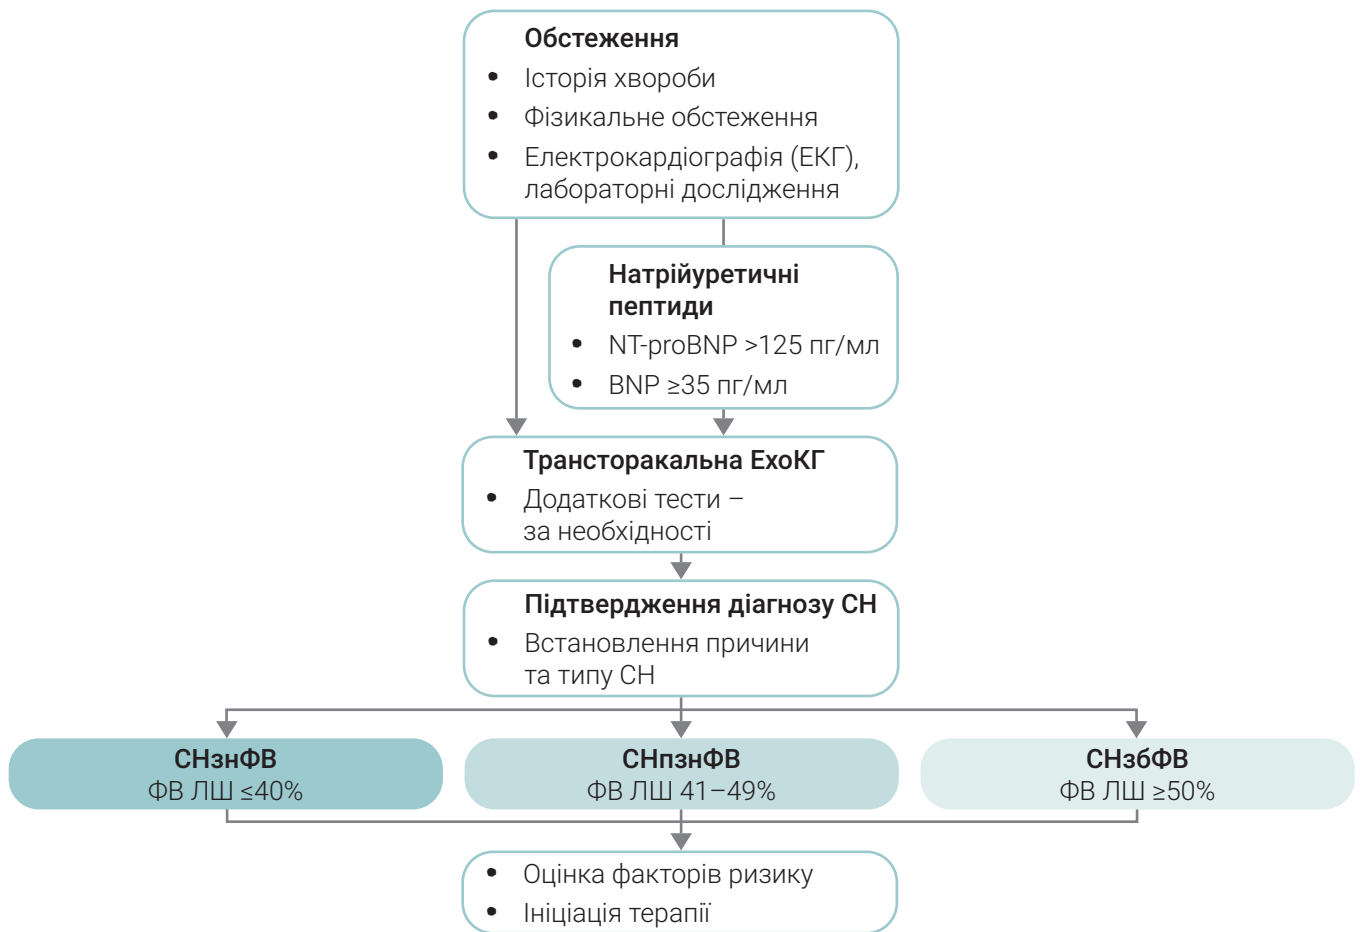 Обстеження
• Історія хвороби
• Фізикальне обстеження
• Електрокардіографія (ЕКГ),
лабораторні дослідження
Натрійуретичні
пептиди
• NT-proBNP >125 пг/мл
• BNP ≥35 пг/мл
Трансторакальна ЕхоКГ
• Додаткові тести –
за необхідності
Підтвердження діагнозу СН
• Встановлення причини
та типу СН
СНзнФВ
ФВ ЛШ ≤40%
СНпзнФВ
ФВ ЛШ 41–49%
СНзбФВ
ФВ ЛШ ≥50%
• Оцінка факторів ризику
• Ініціація терапії